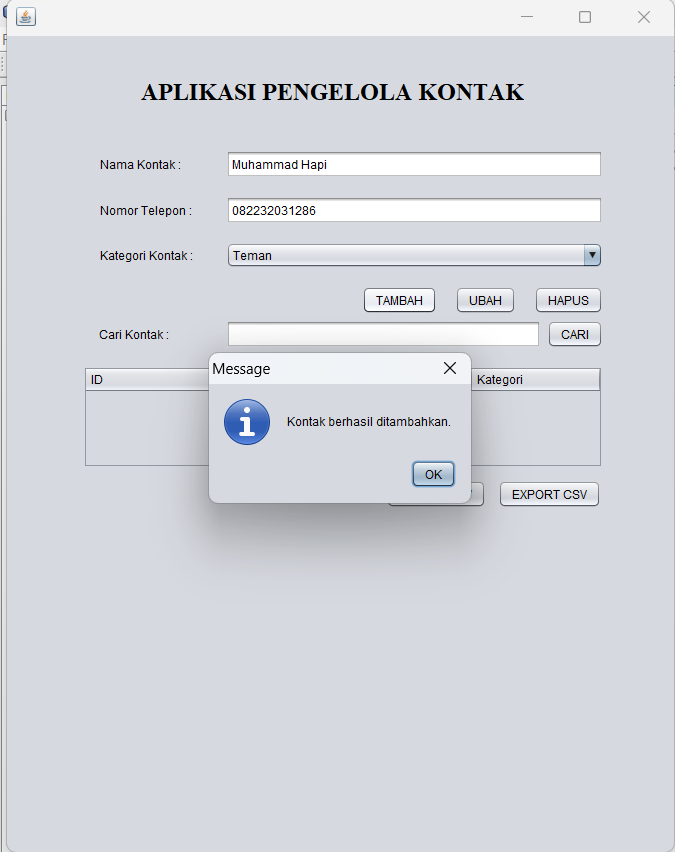 APLIKASI PENGELOLA KONTAK
Nama Kontak : Muhammad Hapi
Nomor Telepon : 082232031286
Kategori Kontak : Teman
TAMBAH UBAH HAPUS
Cari Kontak : CARI
Message
ID Kategori
Kontak berhasil ditambahkan.
OK
EXPORT CSV